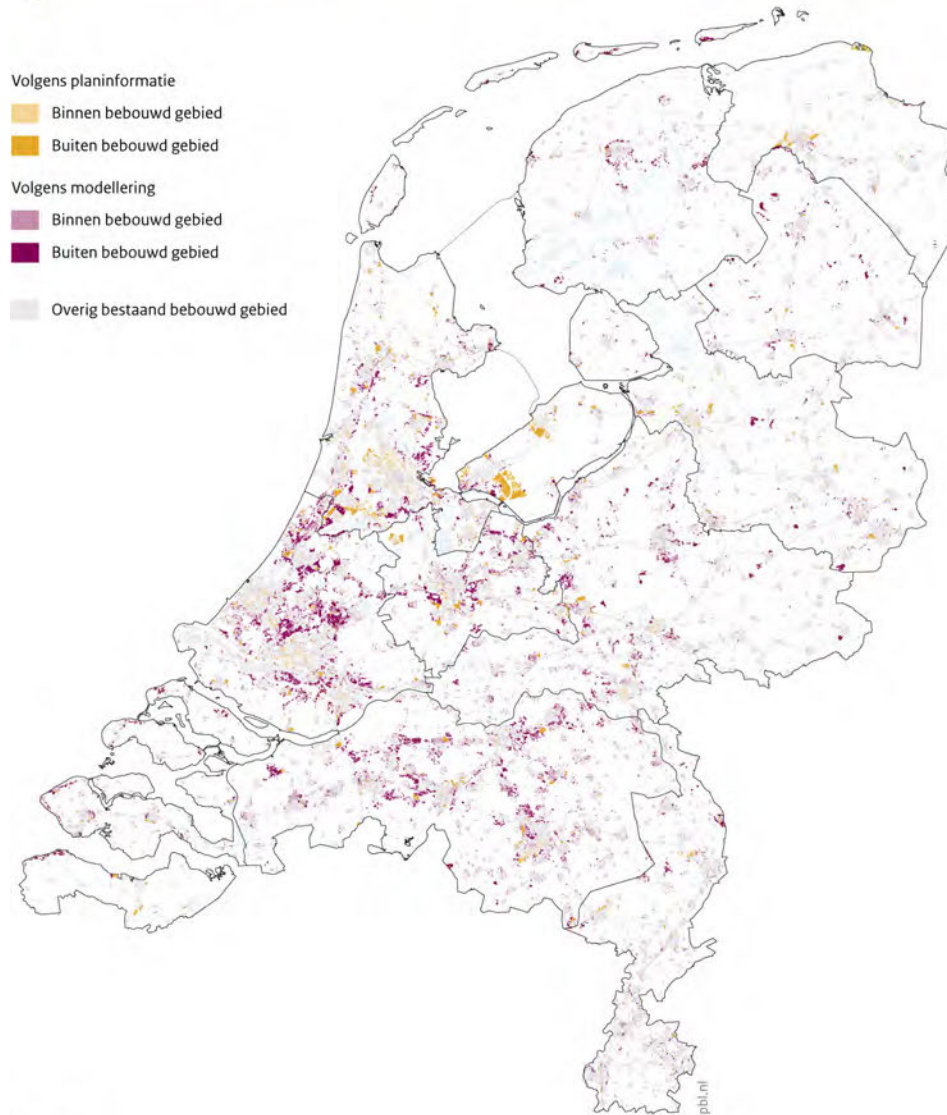 Volgens planinformatie
Binnen bebouwd gebied
Buiten bebouwd gebied
Volgens modellering
Binnen bebouwd gebied
Buiten bebouwd gebied
Overig bestaand bebouwd gebied
pbl.nl